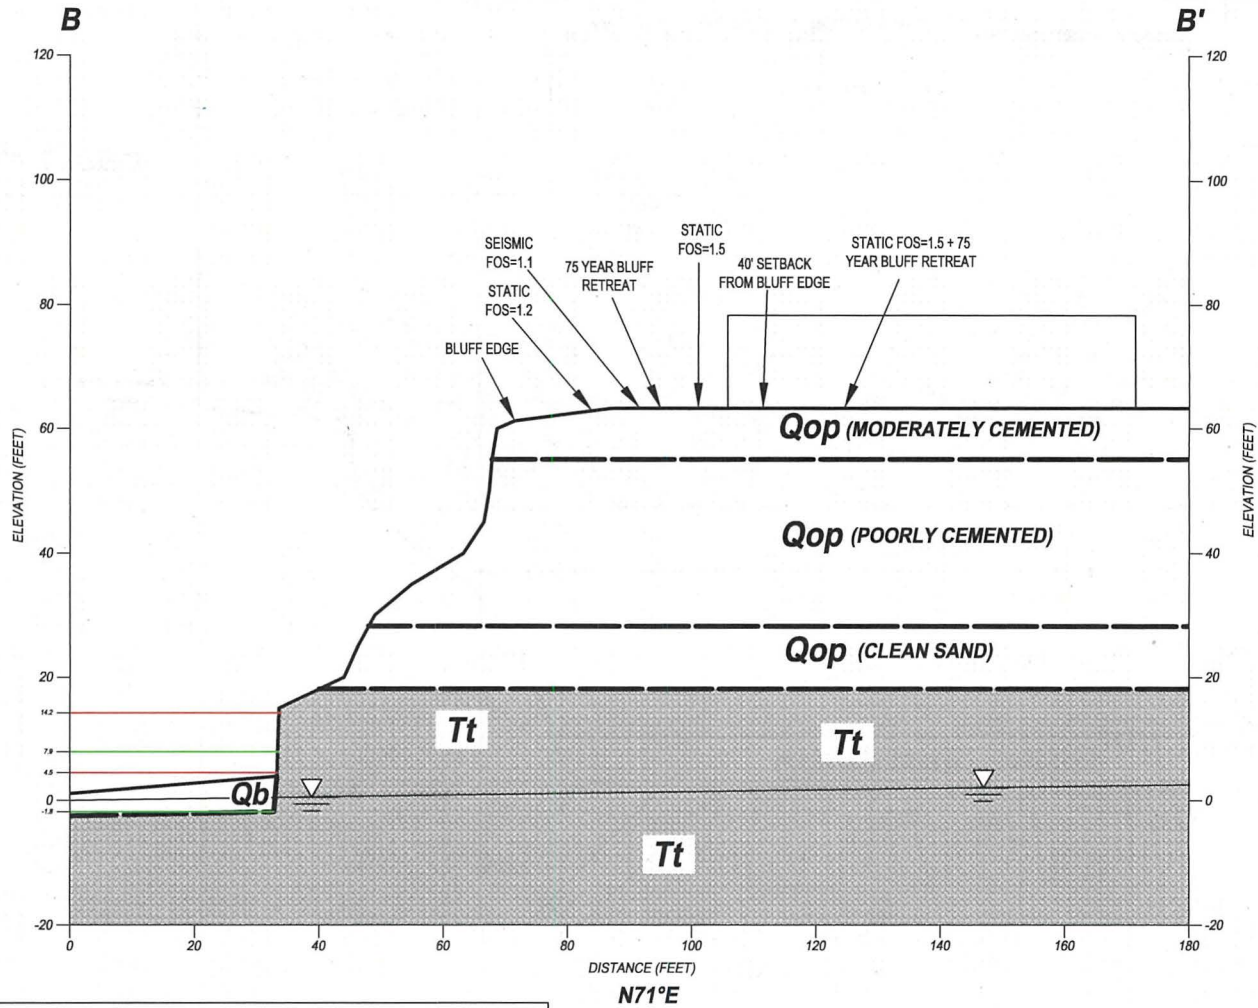 B
B'
120
100
80
60
40
20
14.2
7.9
4.5
0
-1.8
-20
ELEVATION (FEET)
120
100
80
60
40
20
0
-20
ELEVATION (FEET)
STATIC
FOS=1.5
SEISMIC
FOS=1.1
75 YEAR BLUFF
RETREAT
40' SETBACK
FROM BLUFF EDGE
STATIC FOS=1.5 + 75
YEAR BLUFF RETREAT
STATIC
FOS=1.2
BLUFF EDGE
Qop (MODERATELY CEMENTED)
Qop (POORLY CEMENTED)
Qop (CLEAN SAND)
Tt
Tt
Qb
Tt
0 20 40 60 80 100 120 140 160 180
DISTANCE (FEET)
N71°E